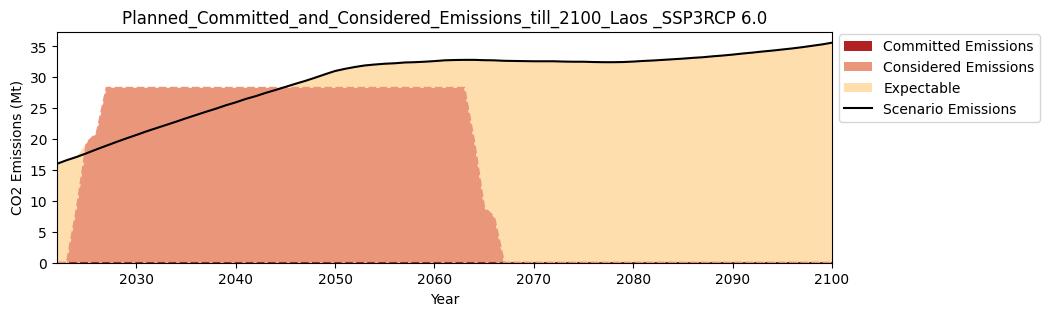 Planned_Committed_and_Considered_Emissions_till_2100_Laos _SSP3RCP 6.0
CO2 Emissions (Mt)
35
30
25
20
15
10
5
0
2030 2040 2050 2060 2070 2080 2090 2100
Year
Committed Emissions
Considered Emissions
Expectable
Scenario Emissions